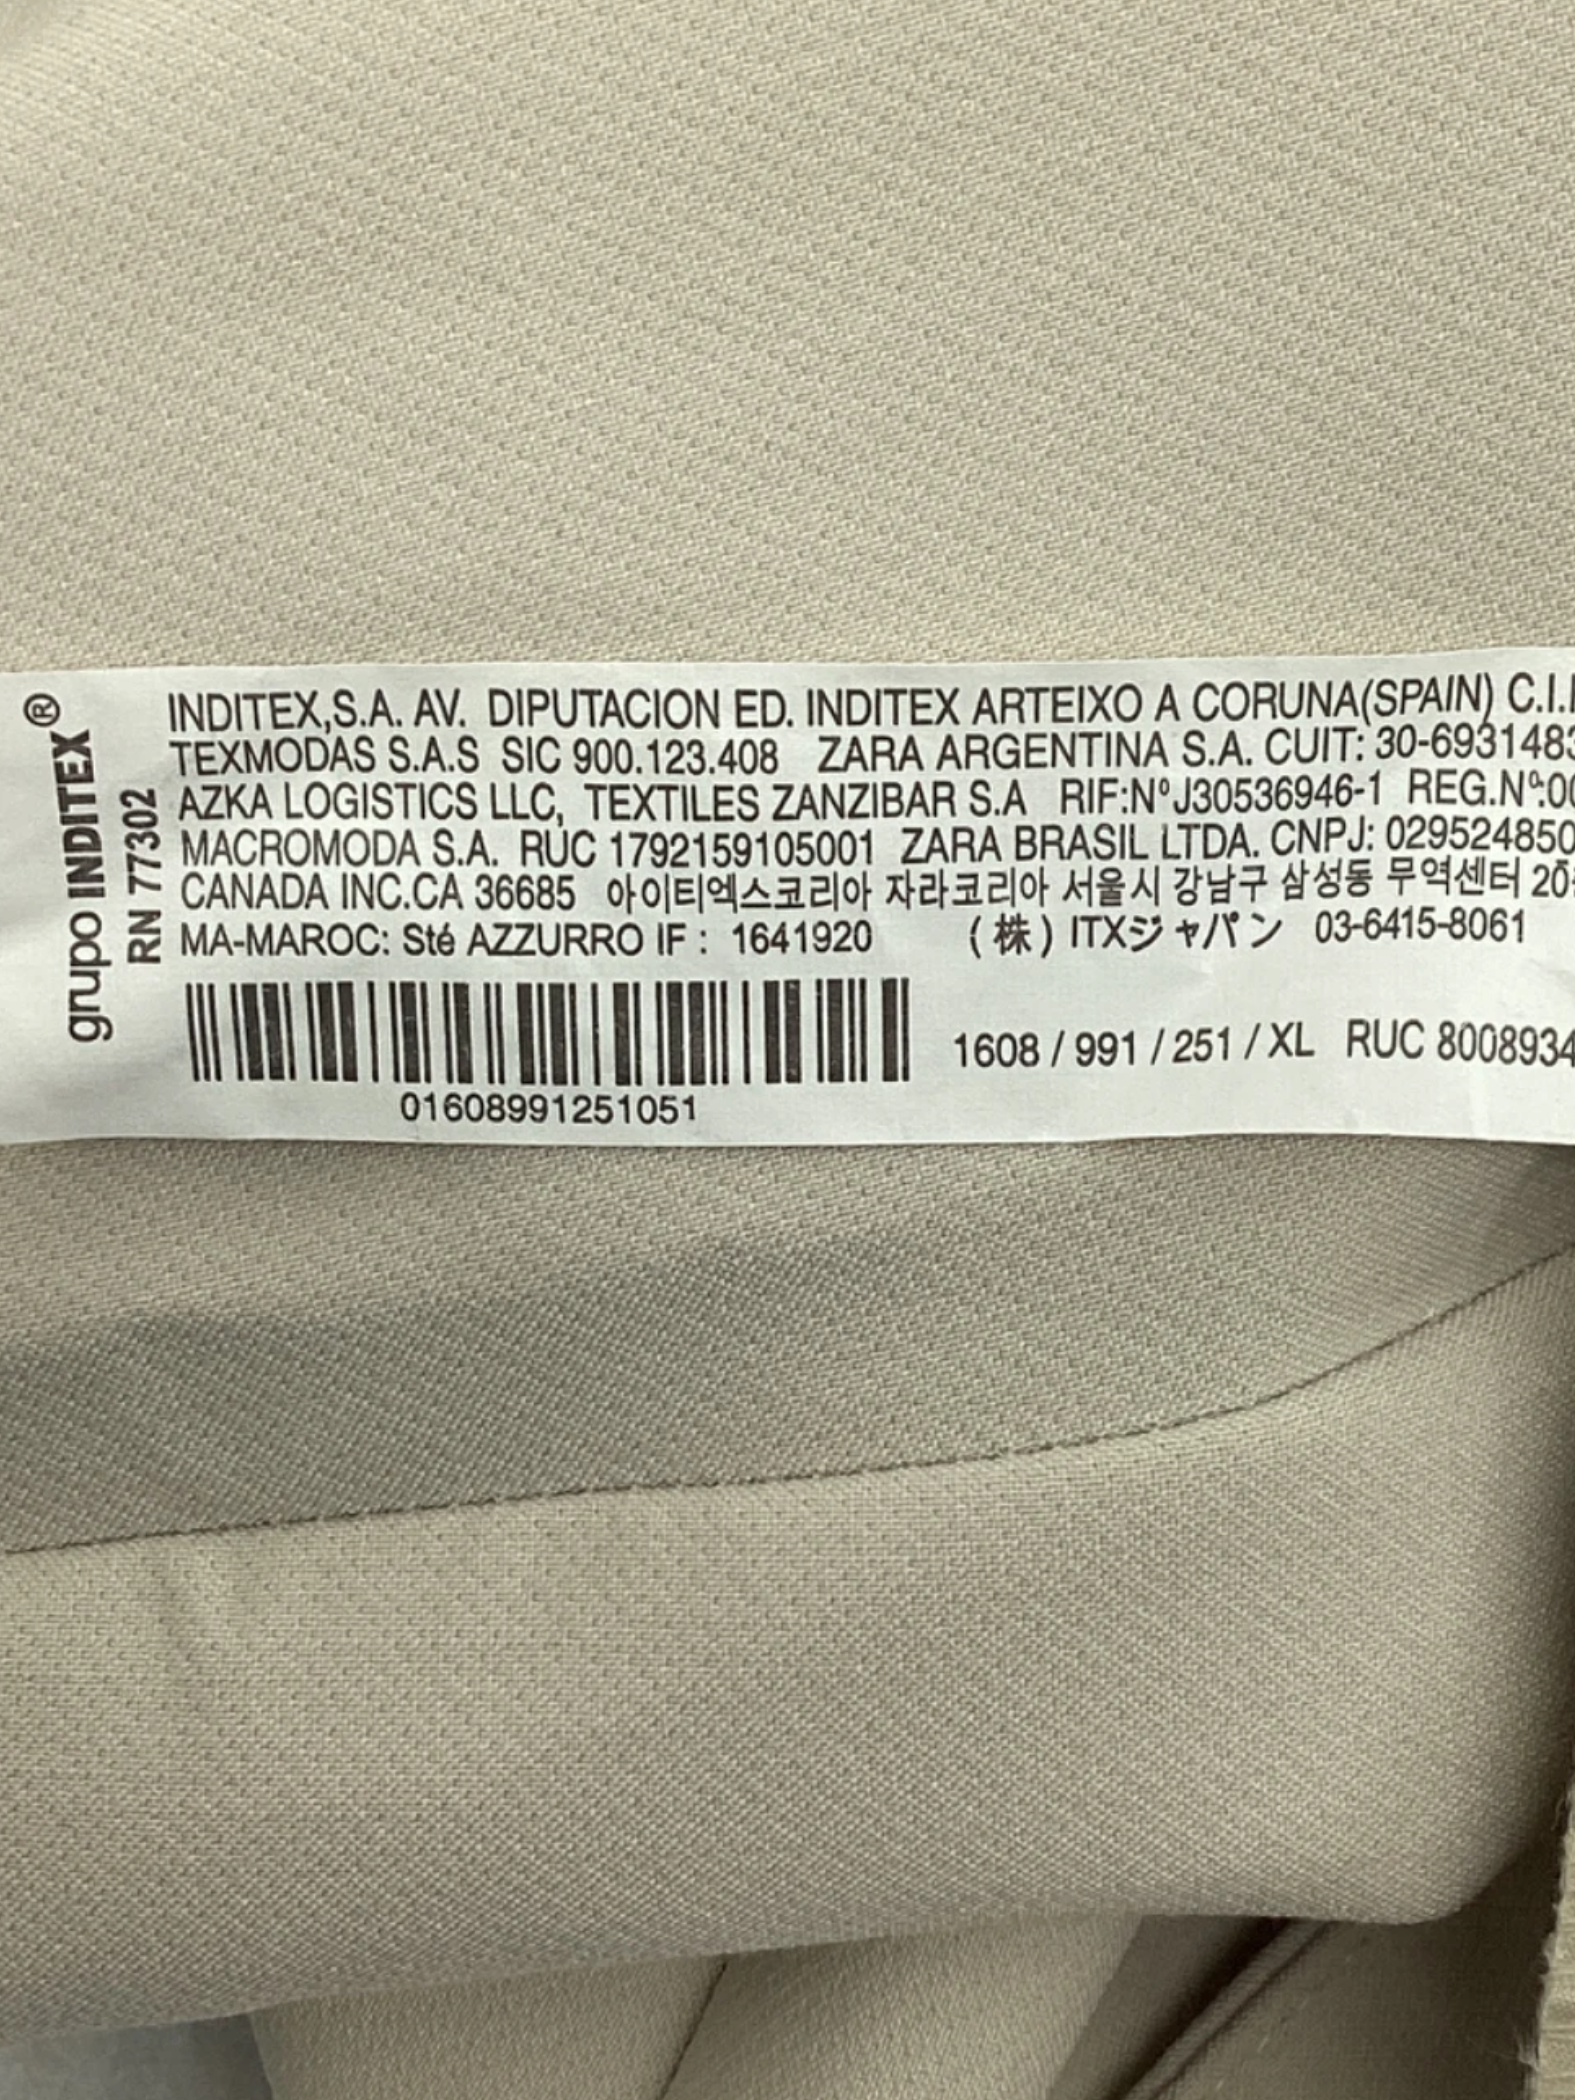 grupo INDITEX®
RN 77302
INDITEX,S.A. AV. DIPUTACION ED. INDITEX ARTEIXO A CORUNA(SPAIN) C.I.
TEXMODAS S.A.S SIC 900.123.408 ZARA ARGENTINA S.A. CUIT: 30-6931483
AZKA LOGISTICS LLC, TEXTILES ZANZIBAR S.A RIF:NºJ30536946-1 REG.Nº:00
MACROMODA S.A. RUC 1792159105001 ZARA BRASIL LTDA. CNPJ: 029524850
CANADA INC.CA 36685 아이티엑스코리아 자라코리아 서울시 강남구 삼성동 무역센터 20
MA-MAROC: Sté AZZURRO IF : 1641920 (株) ITXジャパン 03-6415-8061
1608 / 991 / 251 / XL RUC 8008934
01608991251051